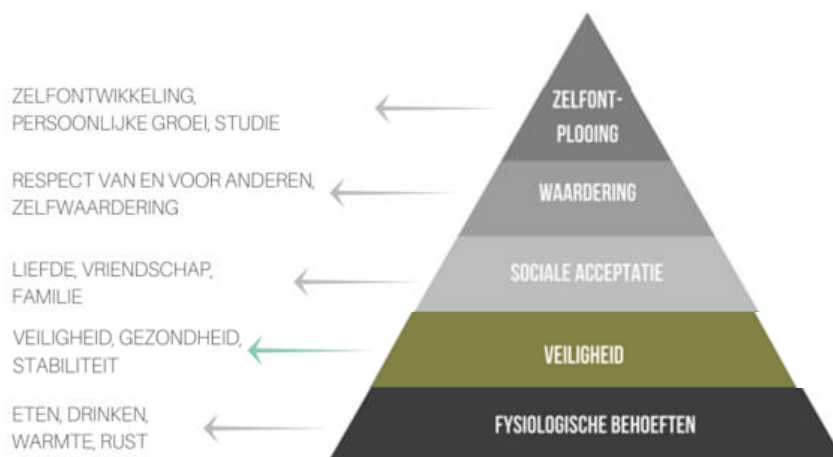 ZELFONTWIKKELING,
PERSOONLIJKE GROEI, STUDIE
ZELFONT-
PLOOING
RESPECT VAN EN VOOR ANDEREN,
ZELFWAARDERING
WAARDERING
LIEFDE, VRIENDSCHAP,
FAMILIE
SOCIALE ACCEPTATIE
VEILIGHEID, GEZONDHEID,
STABILITEIT
VEILIGHEID
ETEN, DRINKEN,
WARMTE, RUST
FYSIOLOGISCHE BEHOEFTEN